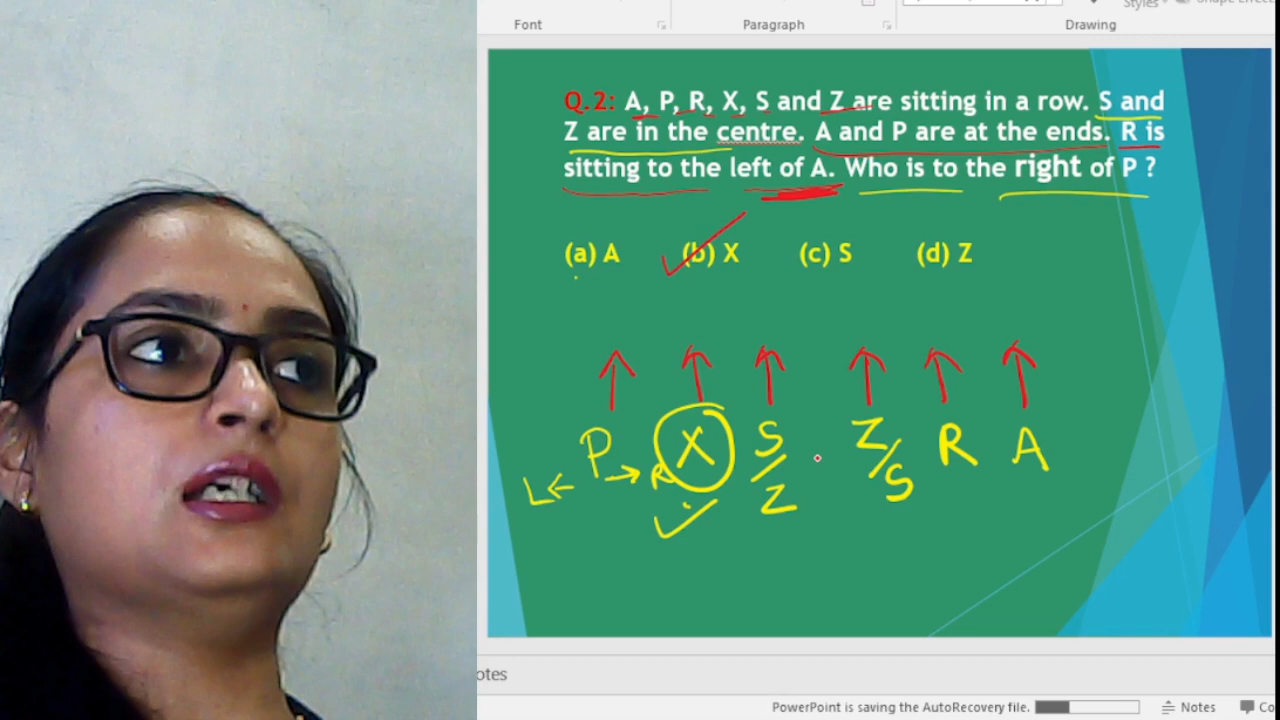 Font
Paragraph
Drawing
Styles
Q.2: A, P, R, X, S and Z are sitting in a row. S and
Z are in the centre. A and P are at the ends. R is
sitting to the left of A. Who is to the right of P ?
(a) A (b) X (c) S (d) Z
P X S Z R A
L R Z S
otes
PowerPoint is saving the AutoRecovery file.
Notes
Co